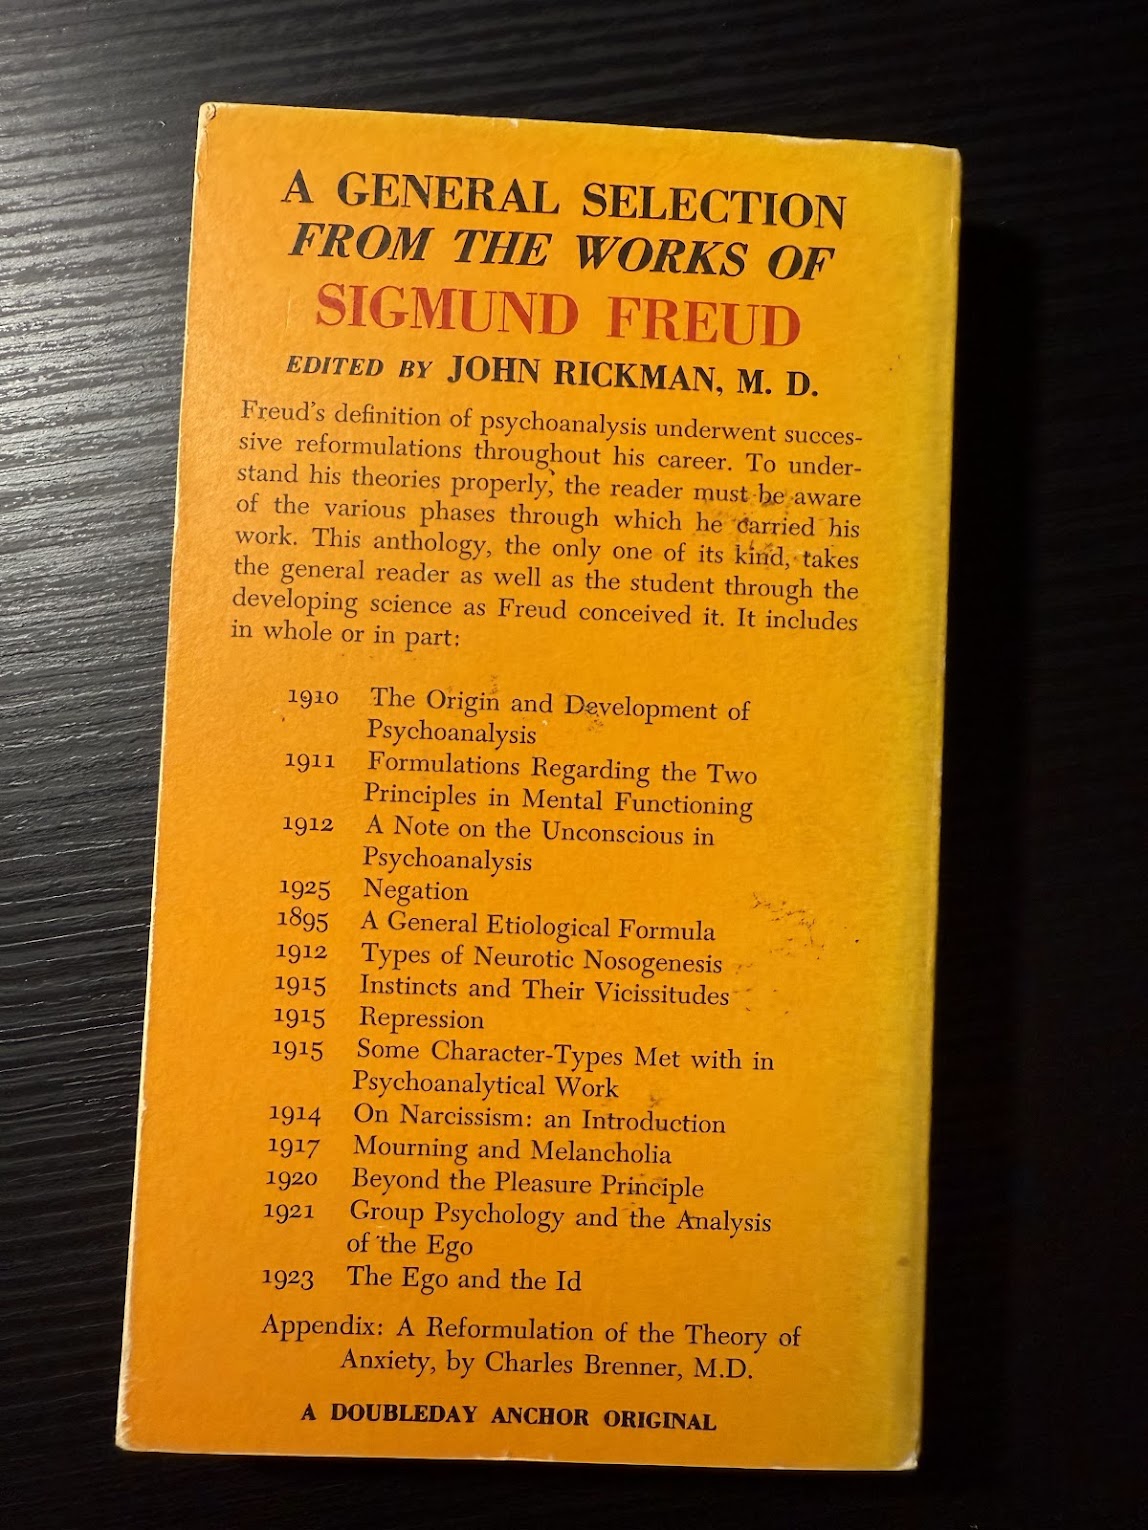 A GENERAL SELECTION
FROM THE WORKS OF
SIGMUND FREUD
EDITED BY JOHN RICKMAN, M. D.
Freud's definition of psychoanalysis underwent succes-
sive reformulations throughout his career. To under-
stand his theories properly, the reader must be aware
of the various phases through which he carried his
work. This anthology, the only one of its kind, takes
the general reader as well as the student through the
developing science as Freud conceived it. It includes
in whole or in part:
1910 The Origin and Development of
Psychoanalysis
1911 Formulations Regarding the Two
Principles in Mental Functioning
1912 A Note on the Unconscious in
Psychoanalysis
1925 Negation
1895 A General Etiological Formula
1912 Types of Neurotic Nosogenesis
1915 Instincts and Their Vicissitudes
1915 Repression
1915 Some Character-Types Met with in
Psychoanalytical Work
1914 On Narcissism: an Introduction
1917 Mourning and Melancholia
1920 Beyond the Pleasure Principle
1921 Group Psychology and the Analysis
of the Ego
1923 The Ego and the Id
Appendix: A Reformulation of the Theory of
Anxiety, by Charles Brenner, M.D.
A DOUBLEDAY ANCHOR ORIGINAL